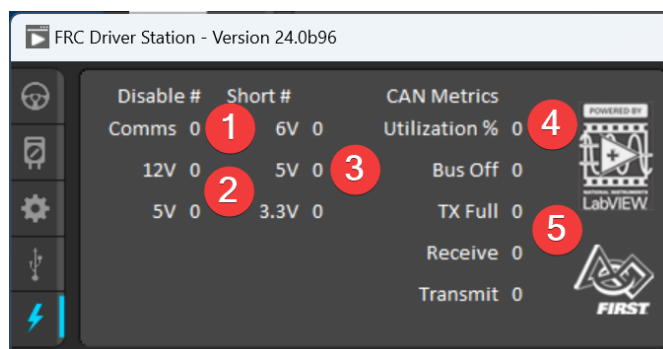 FRC Driver Station - Version 24.0b96
Disable # Short # CAN Metrics
Comms 0 1 6V 0 Utilization % 0 4
12V 0 2 5V 0 3 Bus Off 0
5V 0 3.3V 0 TX Full 0 5
Receive 0
Transmit 0
POWERED BY
NATIONAL INSTRUMENTS
LabVIEW
FIRST